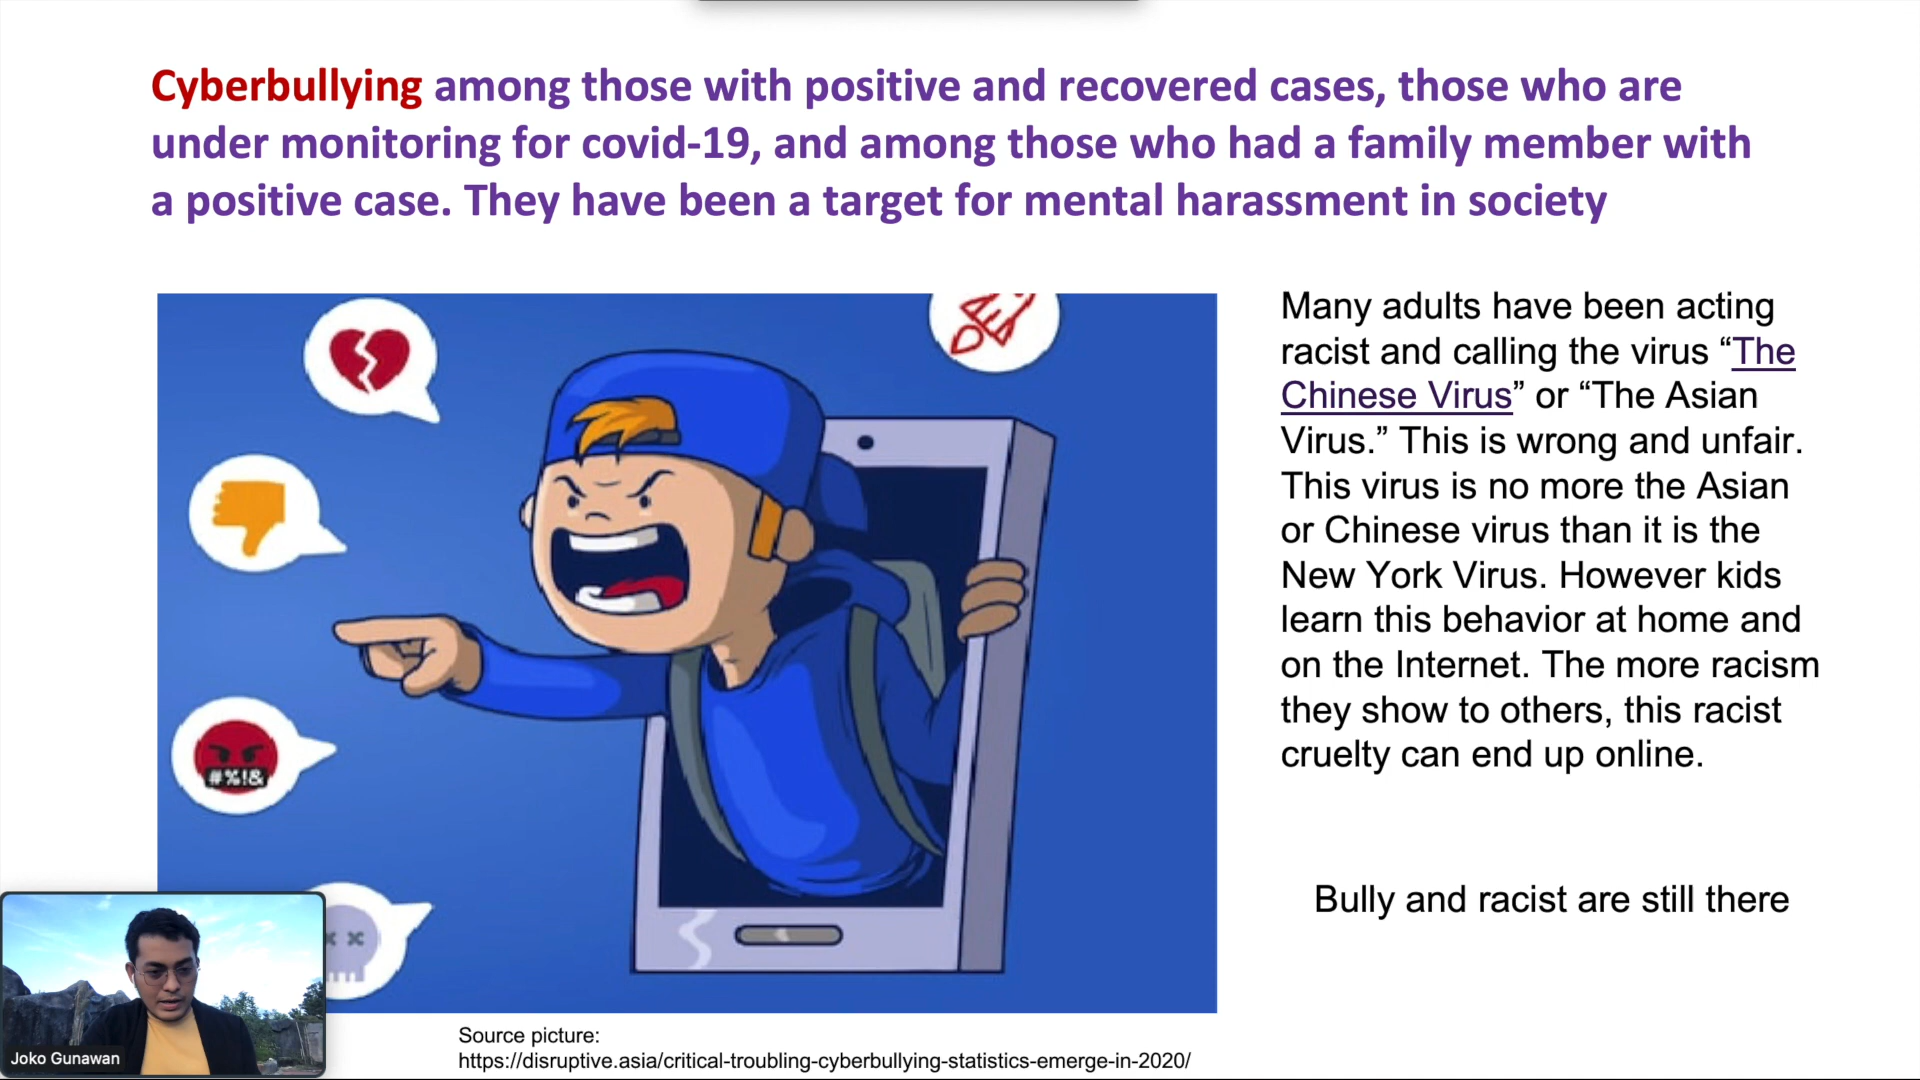 Cyberbullying among those with positive and recovered cases, those who are
under monitoring for covid-19, and among those who had a family member with
a positive case. They have been a target for mental harassment in society
Many adults have been acting
racist and calling the virus “The
Chinese Virus” or “The Asian
Virus.” This is wrong and unfair.
This virus is no more the Asian
or Chinese virus than it is the
New York Virus. However kids
learn this behavior at home and
on the Internet. The more racism
they show to others, this racist
cruelty can end up online.
Bully and racist are still there
#%!&
Source picture:
https://disruptive.asia/critical-troubling-cyberbullying-statistics-emerge-in-2020/
Joko Gunawan